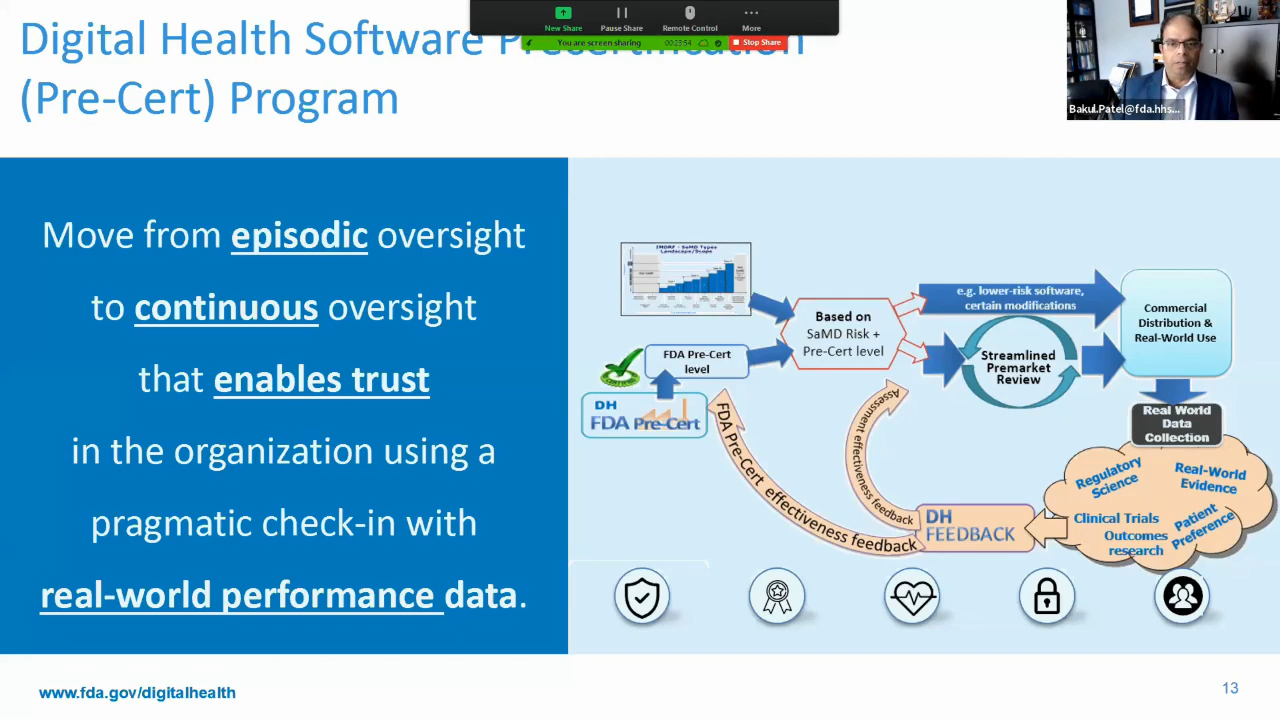 Digital Health Software Precertification
(Pre-Cert) Program
New Share
Pause Share
Remote Control
More
You are screen sharing
00:23:54
Stop Share
Bakul.Patel@fda.hhs...
Move from episodic oversight
to continuous oversight
that enables trust
in the organization using a
pragmatic check-in with
real-world performance data.
IMDRF - SaMD Types
Landscape/Scope
FDA Pre-Cert
level
DH
FDA Pre-Cert
Based on
SaMD Risk +
Pre-Cert level
e.g. lower-risk software,
certain modifications
Streamlined
Premarket
Review
Commercial
Distribution &
Real-World Use
Real World
Data
Collection
Regulatory
Science
Real-World
Evidence
Clinical Trials
Patient
Preference
Outcomes
research
DH
FEEDBACK
Assessment effectiveness feedback
FDA Pre-Cert effectiveness feedback
www.fda.gov/digitalhealth
13